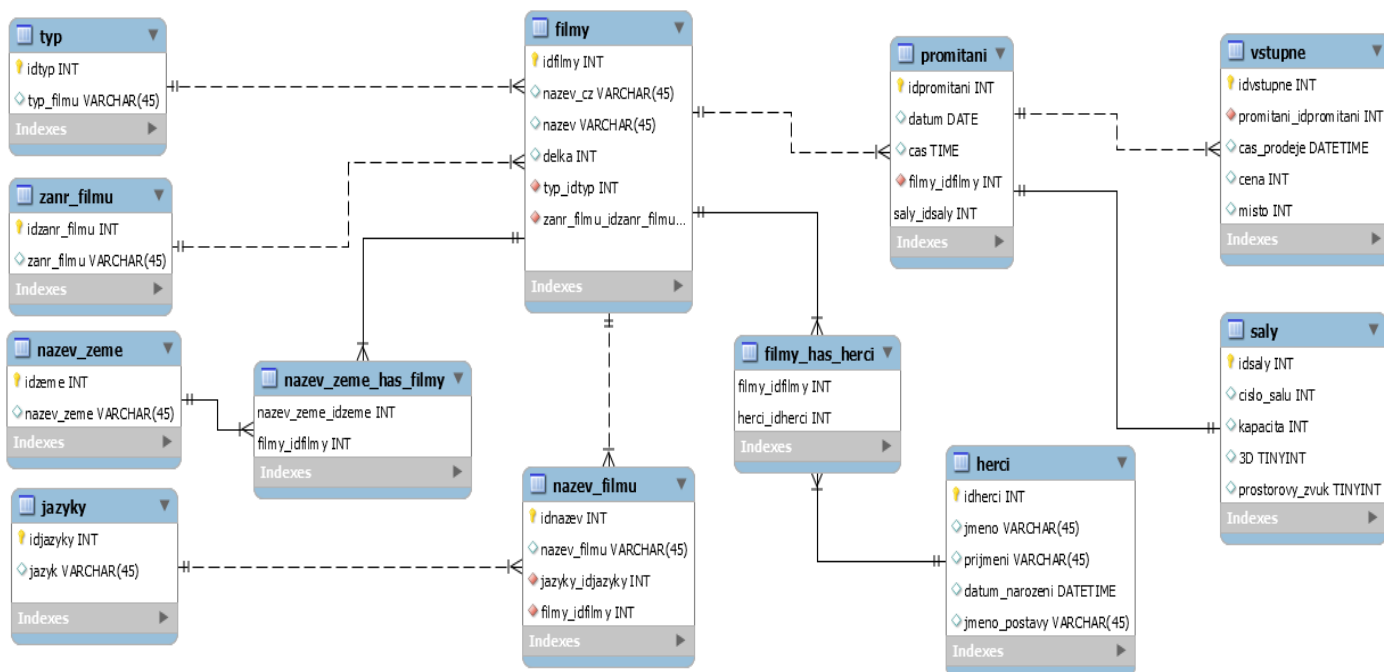 typ
idtyp INT
typ_filmu VARCHAR(45)
Indexes
zanr_filmu
idzanr_filmu INT
zanr_filmu VARCHAR(45)
Indexes
nazev_zeme
idzeme INT
nazev_zeme VARCHAR(45)
Indexes
jazyky
idjazyky INT
jazyk VARCHAR(45)
Indexes
nazev_zeme_has_filmy
nazev_zeme_idzeme INT
filmy_idfilmy INT
Indexes
filmy
idfilmy INT
nazev_cz VARCHAR(45)
nazev VARCHAR(45)
delka INT
typ_idtyp INT
zanr_filmu_idzanr_filmu...
Indexes
nazev_filmu
idnazev INT
nazev_filmu VARCHAR(45)
jazyky_idjazyky INT
filmy_idfilmy INT
Indexes
filmy_has_herci
filmy_idfilmy INT
herci_idherci INT
Indexes
promitani
idpromitani INT
datum DATE
cas TIME
filmy_idfilmy INT
saly_idsaly INT
Indexes
herci
idherci INT
jmeno VARCHAR(45)
prijmeni VARCHAR(45)
datum_narozeni DATETIME
jmeno_postavy VARCHAR(45)
Indexes
vstupne
idvstupne INT
promitani_idpromitani INT
cas_prodeje DATETIME
cena INT
misto INT
Indexes
saly
idsaly INT
cislo_salu INT
kapacita INT
3D TINYINT
prostorovy_zvuk TINYINT
Indexes